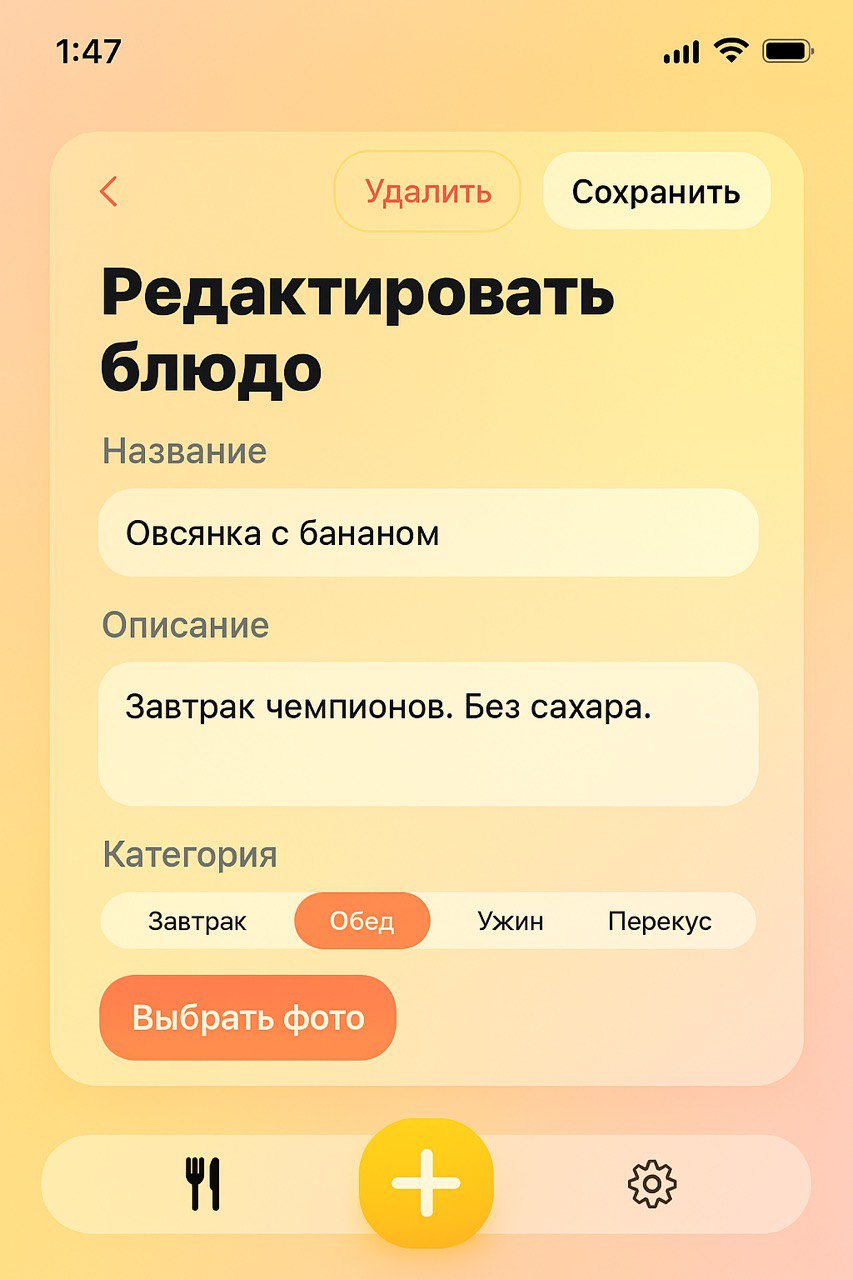 1:47
Удалить
Сохранить
Редактировать
блюдо
Название
Овсянка с бананом
Описание
Завтрак чемпионов. Без сахара.
Категория
Завтрак Обед Ужин Перекус
Выбрать фото